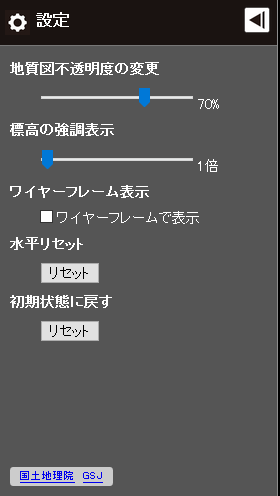 設定
地質図不透明度の変更
70%
標高の強調表示
1倍
ワイヤーフレーム表示
ワイヤーフレームで表示
水平リセット
リセット
初期状態に戻す
リセット
国土地理院 GSJ